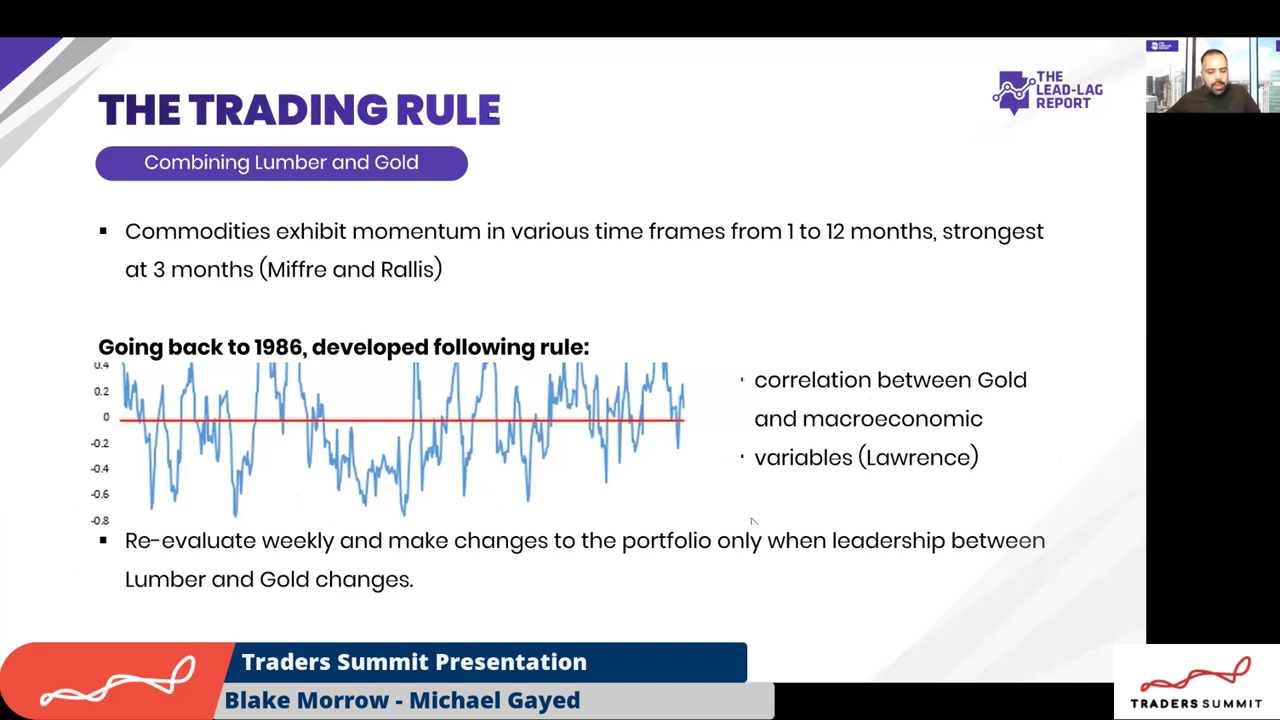 THE TRADING RULE
THE
LEAD-LAG
REPORT
Combining Lumber and Gold
▪ Commodities exhibit momentum in various time frames from 1 to 12 months, strongest
at 3 months (Miffre and Rallis)
Going back to 1986, developed following rule:
0.4
0.2
0
-0.2
-0.4
-0.6
-0.8
· correlation between Gold
and macroeconomic
· variables (Lawrence)
▪ Re-evaluate weekly and make changes to the portfolio only when leadership between
Lumber and Gold changes.
Traders Summit Presentation
Blake Morrow - Michael Gayed
TRADERS SUMMIT